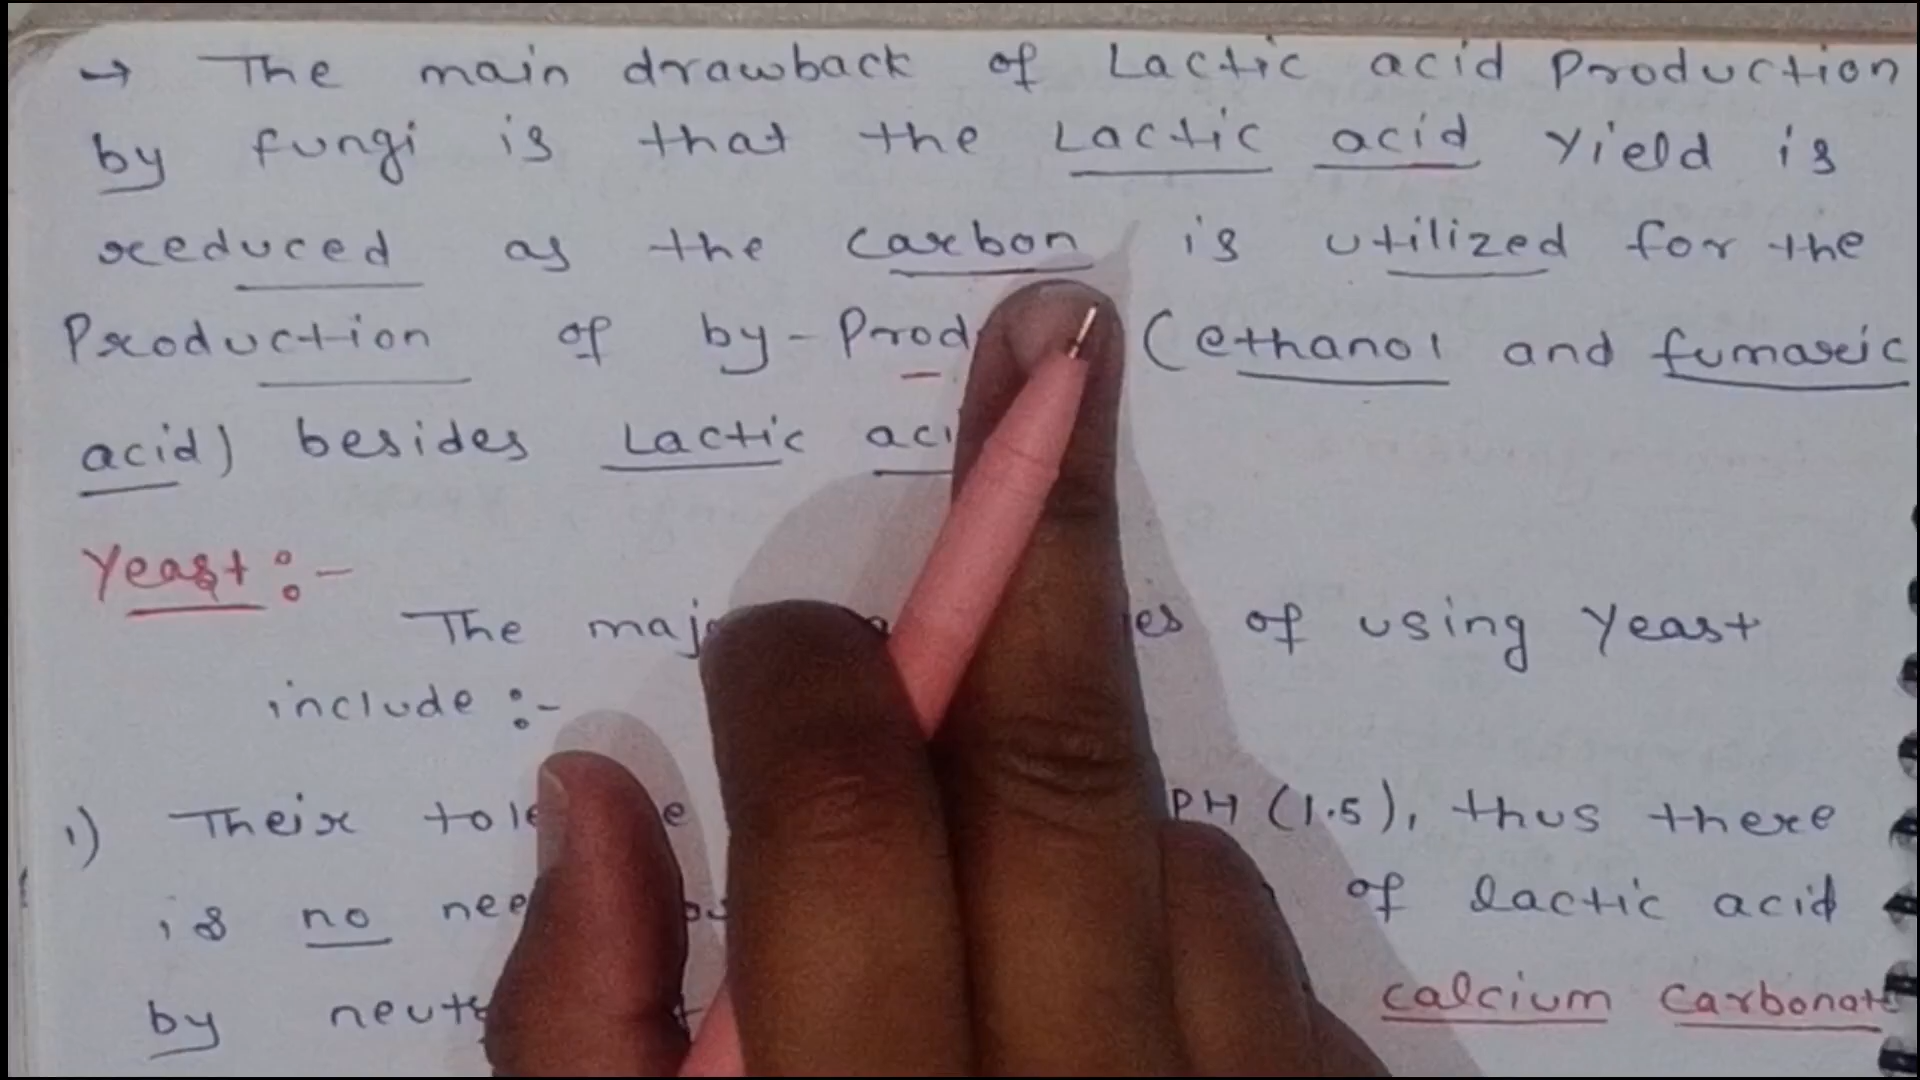 → The main drawback of Lactic acid Production
by fungi is that the Lactic acid Yield is
reduced as the carbon is utilized for the
Production of by-Prod (ethanol and fumaric
acid) besides Lactic aci
Yeast :-
The maj es of using Yeast
include :-
1) Their tole e PH (1.5), thus there
is no nee of lactic acid
by neut calcium carbonat